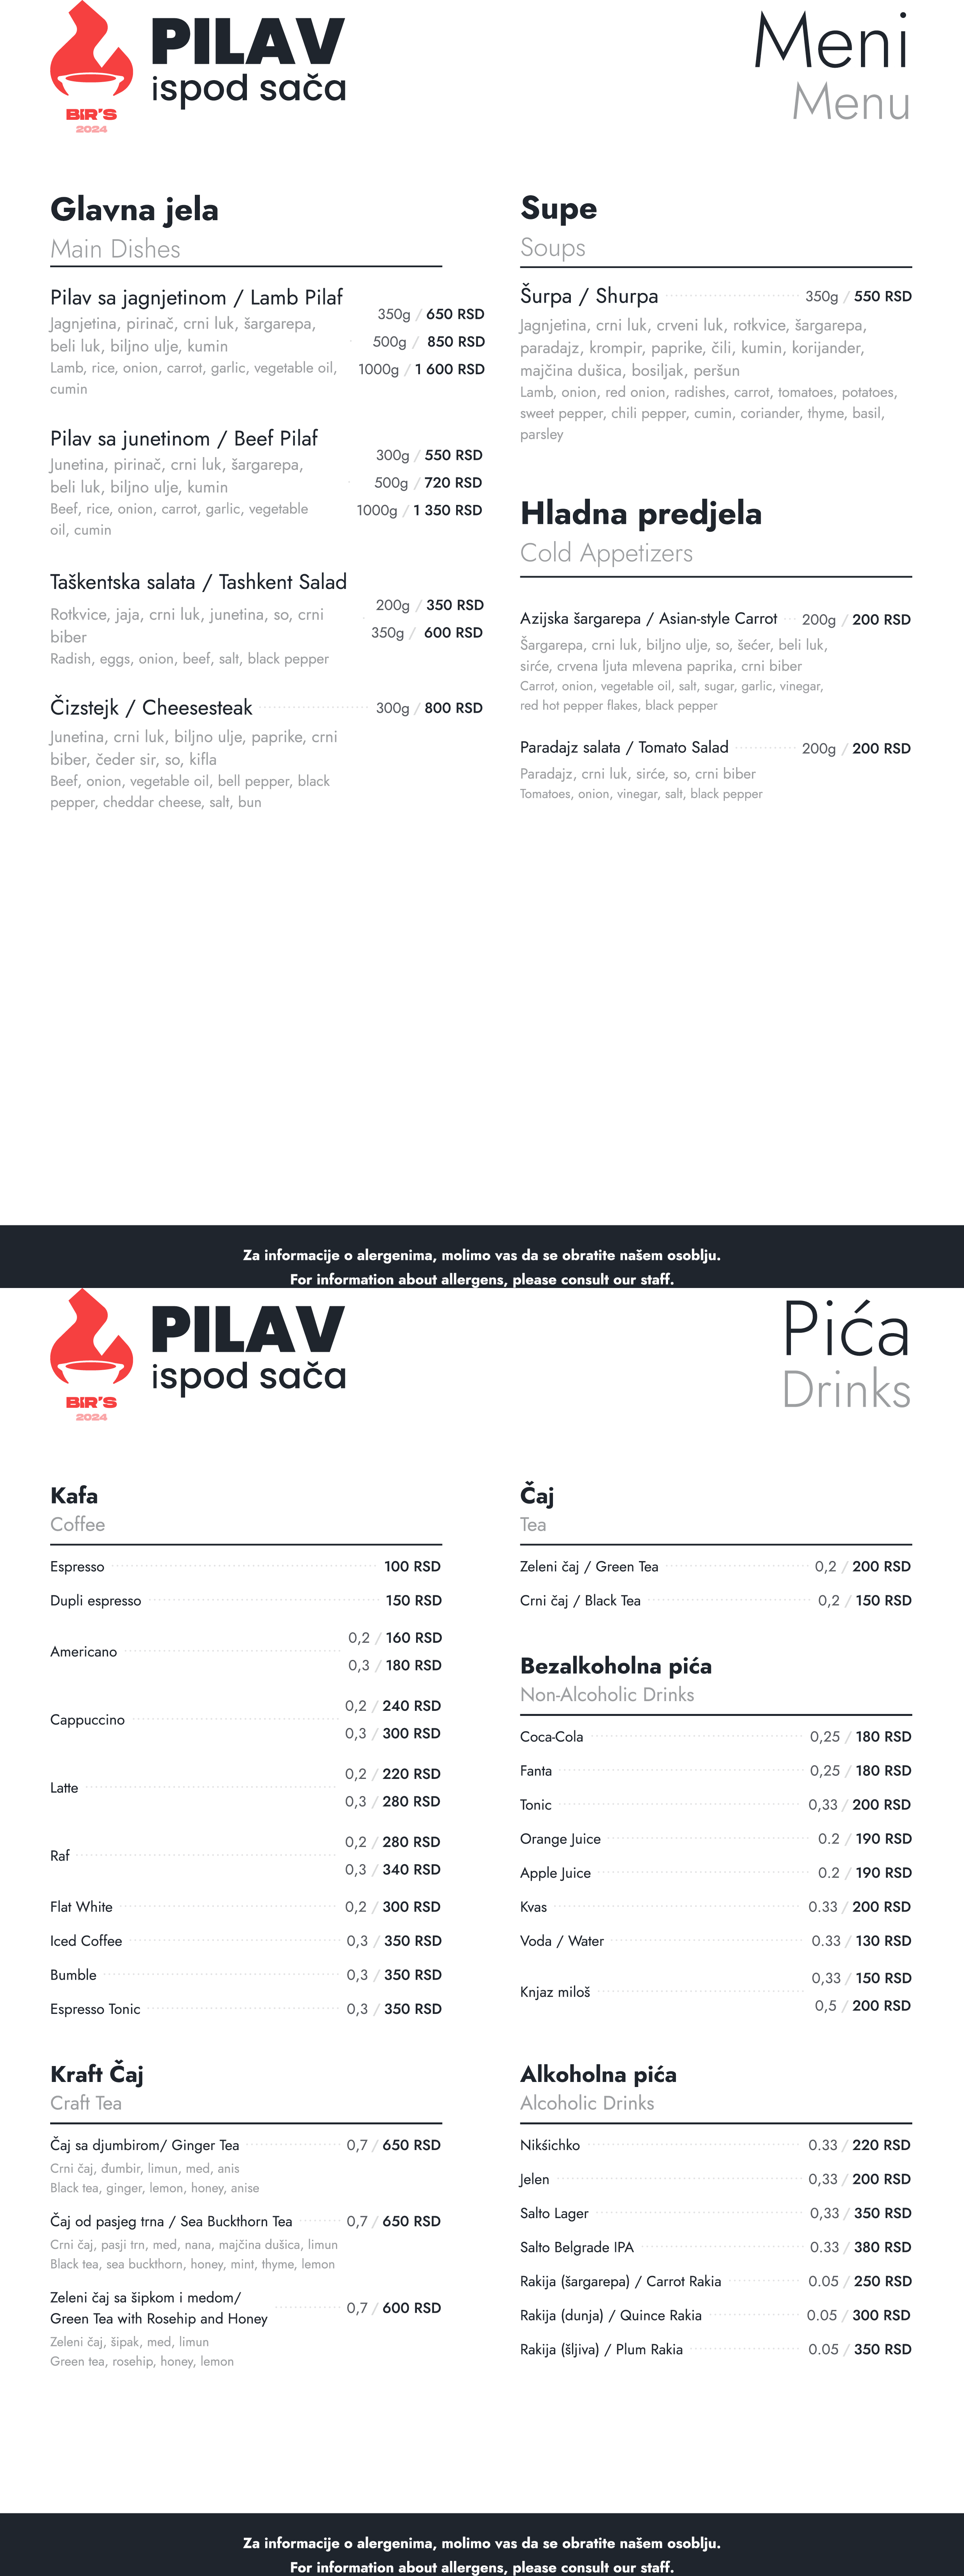 PILAV
ispod sača
BIR'S
2024
Meni
Menu
Glavna jela
Main Dishes
Pilav sa jagnjetinom / Lamb Pilaf
Jagnjetina, pirinač, crni luk, šargarepa,
beli luk, biljno ulje, kumin
Lamb, rice, onion, carrot, garlic, vegetable oil,
cumin
350g / 650 RSD
500g / 850 RSD
1000g / 1 600 RSD
Pilav sa junetinom / Beef Pilaf
Junetina, pirinač, crni luk, šargarepa,
beli luk, biljno ulje, kumin
Beef, rice, onion, carrot, garlic, vegetable
oil, cumin
300g / 550 RSD
500g / 720 RSD
1000g / 1 350 RSD
Taškentska salata / Tashkent Salad
Rotkvice, jaja, crni luk, junetina, so, crni
biber
Radish, eggs, onion, beef, salt, black pepper
200g / 350 RSD
350g / 600 RSD
Čizstejk / Cheesesteak 300g / 800 RSD
Junetina, crni luk, biljno ulje, paprike, crni
biber, čeder sir, so, kifla
Beef, onion, vegetable oil, bell pepper, black
pepper, cheddar cheese, salt, bun
Supe
Soups
Šurpa / Shurpa 350g / 550 RSD
Jagnjetina, crni luk, crveni luk, rotkvice, šargarepa,
paradajz, krompir, paprike, čili, kumin, korijander,
majčina dušica, bosiljak, peršun
Lamb, onion, red onion, radishes, carrot, tomatoes, potatoes,
sweet pepper, chili pepper, cumin, coriander, thyme, basil,
parsley
Hladna predjela
Cold Appetizers
Azijska šargarepa / Asian-style Carrot 200g / 200 RSD
Šargarepa, crni luk, biljno ulje, so, šećer, beli luk,
sirće, crvena ljuta mlevena paprika, crni biber
Carrot, onion, vegetable oil, salt, sugar, garlic, vinegar,
red hot pepper flakes, black pepper
Paradajz salata / Tomato Salad 200g / 200 RSD
Paradajz, crni luk, sirće, so, crni biber
Tomatoes, onion, vinegar, salt, black pepper
Za informacije o alergenima, molimo vas da se obratite našem osoblju.
For information about allergens, please consult our staff.
PILAV
ispod sača
BIR'S
2024
Pića
Drinks
Kafa
Coffee
Espresso 100 RSD
Dupli espresso 150 RSD
Americano
0,2 / 160 RSD
0,3 / 180 RSD
Cappuccino
0,2 / 240 RSD
0,3 / 300 RSD
Latte
0,2 / 220 RSD
0,3 / 280 RSD
Raf
0,2 / 280 RSD
0,3 / 340 RSD
Flat White 0,2 / 300 RSD
Iced Coffee 0,3 / 350 RSD
Bumble 0,3 / 350 RSD
Espresso Tonic 0,3 / 350 RSD
Čaj
Tea
Zeleni čaj / Green Tea 0,2 / 200 RSD
Crni čaj / Black Tea 0,2 / 150 RSD
Bezalkoholna pića
Non-Alcoholic Drinks
Coca-Cola 0,25 / 180 RSD
Fanta 0,25 / 180 RSD
Tonic 0,33 / 200 RSD
Orange Juice 0.2 / 190 RSD
Apple Juice 0.2 / 190 RSD
Kvas 0.33 / 200 RSD
Voda / Water 0.33 / 130 RSD
Knjaz miloš
0,33 / 150 RSD
0,5 / 200 RSD
Kraft Čaj
Craft Tea
Čaj sa djumbirom/ Ginger Tea 0,7 / 650 RSD
Crni čaj, đumbir, limun, med, anis
Black tea, ginger, lemon, honey, anise
Čaj od pasjeg trna / Sea Buckthorn Tea 0,7 / 650 RSD
Crni čaj, pasji trn, med, nana, majčina dušica, limun
Black tea, sea buckthorn, honey, mint, thyme, lemon
Zeleni čaj sa šipkom i medom/
Green Tea with Rosehip and Honey 0,7 / 600 RSD
Zeleni čaj, šipak, med, limun
Green tea, rosehip, honey, lemon
Alkoholna pića
Alcoholic Drinks
Nikśichko 0.33 / 220 RSD
Jelen 0,33 / 200 RSD
Salto Lager 0,33 / 350 RSD
Salto Belgrade IPA 0.33 / 380 RSD
Rakija (šargarepa) / Carrot Rakia 0.05 / 250 RSD
Rakija (dunja) / Quince Rakia 0.05 / 300 RSD
Rakija (šljiva) / Plum Rakia 0.05 / 350 RSD
Za informacije o alergenima, molimo vas da se obratite našem osoblju.
For information about allergens, please consult our staff.